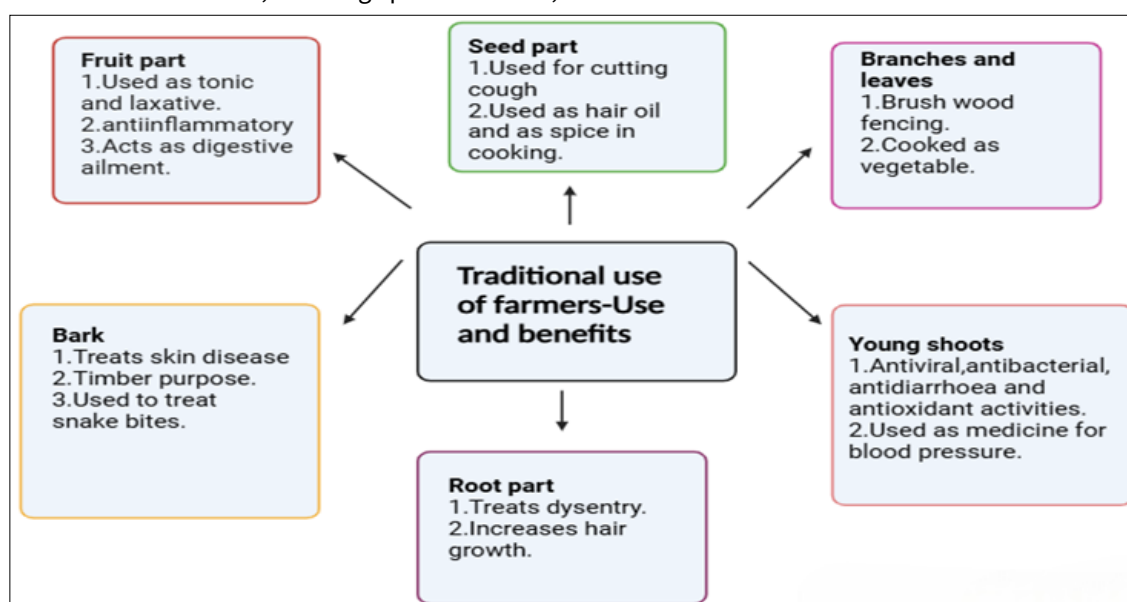 Fruit part
1.Used as tonic
and laxative.
2.antiinflammatory
3.Acts as digestive
ailment.
Seed part
1.Used for cutting
cough
2.Used as hair oil
and as spice in
cooking.
Branches and
leaves
1.Brush wood
fencing.
2.Cooked as
vegetable.
Traditional use
of farmers-Use
and benefits
Bark
1.Treats skin disease
2.Timber purpose.
3.Used to treat
snake bites.
Young shoots
1.Antiviral,antibacterial,
antidiarrhoea and
antioxidant activities.
2.Used as medicine for
blood pressure.
Root part
1.Treats dysentry.
2.Increases hair
growth.